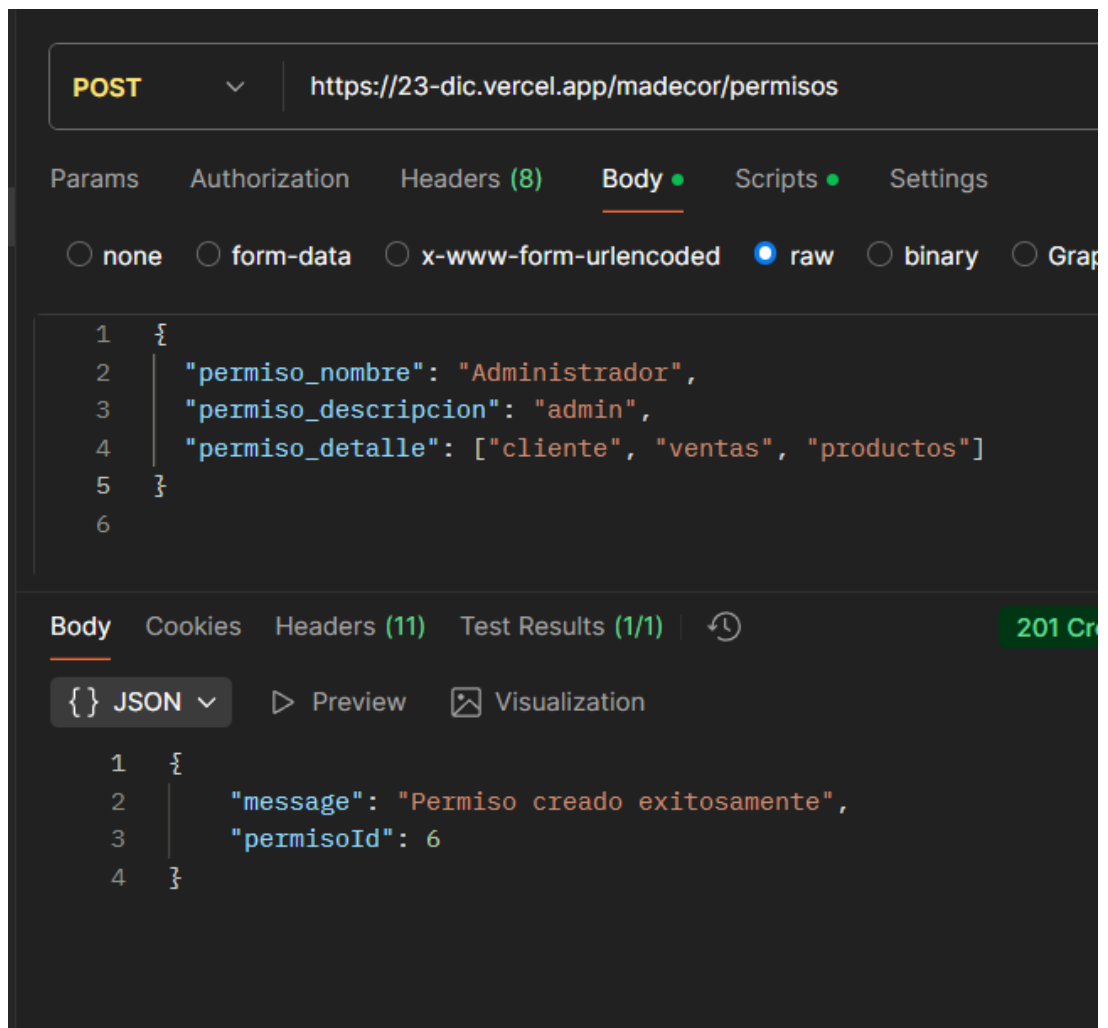 POST https://23-dic.vercel.app/madecor/permisos
Params Authorization Headers (8) Body Scripts Settings
none form-data x-www-form-urlencoded raw binary Grap
1 {
2 "permiso_nombre": "Administrador",
3 "permiso_descripcion": "admin",
4 "permiso_detalle": ["cliente", "ventas", "productos"]
5 }
6
Body Cookies Headers (11) Test Results (1/1) 201 Cre
{} JSON Preview Visualization
1 {
2 "message": "Permiso creado exitosamente",
3 "permisoId": 6
4 }